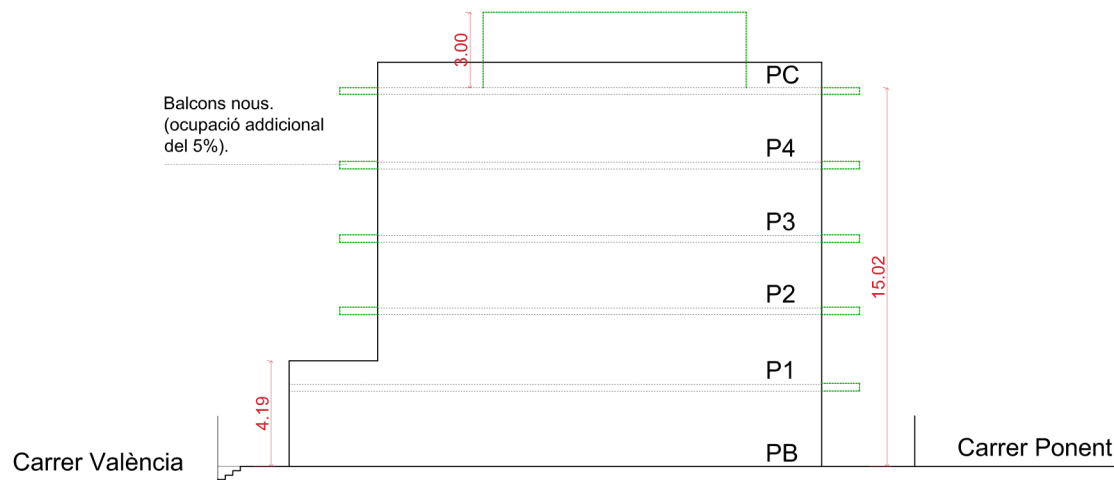 3.00
PC
Balcons nous.
(ocupació addicional
del 5%).
P4
P3
15.02
P2
P1
4.19
Carrer València
PB
Carrer Ponent